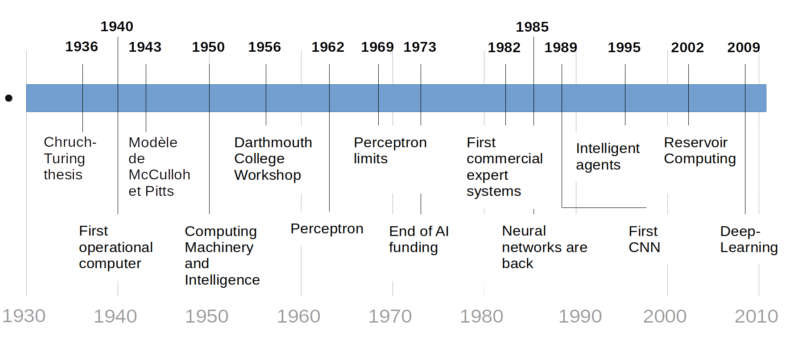 1940
1985
1936
1943
1950
1956
1962
1969
1973
1982
1989
1995
2002
2009
Chruch-
Turing
thesis
Modèle
de
McCulloh
et Pitts
Darthmouth
College
Workshop
Perceptron
limits
First
commercial
expert
systems
Intelligent
agents
Reservoir
Computing
First
operational
computer
Computing
Machinery
and
Intelligence
Perceptron
End of AI
funding
Neural
networks are
back
First
CNN
Deep-
Learning
1930
1940
1950
1960
1970
1980
1990
2000
2010